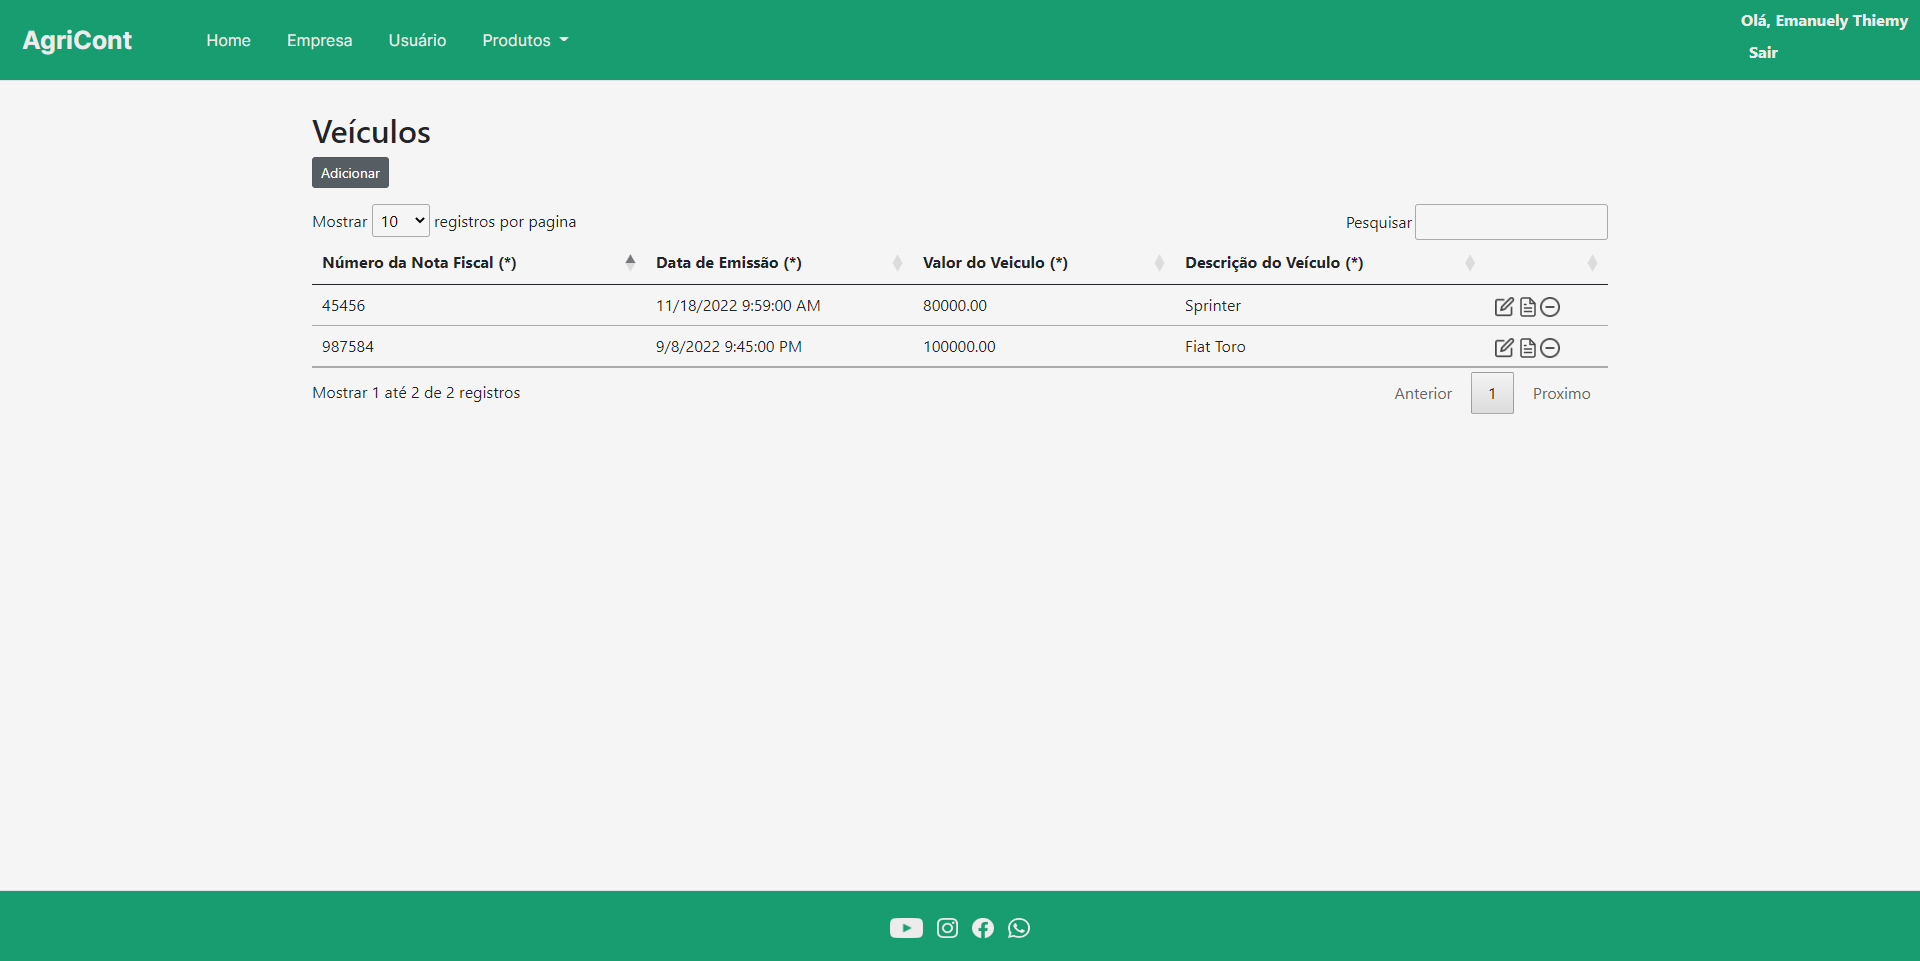 AgriCont Home Empresa Usuário Produtos
Olá, Emanuely Thiemy
Sair
Veículos
Adicionar
Mostrar 10 registros por pagina Pesquisar
Número da Nota Fiscal (*) Data de Emissão (*) Valor do Veiculo (*) Descrição do Veículo (*)
45456 11/18/2022 9:59:00 AM 80000.00 Sprinter
987584 9/8/2022 9:45:00 PM 100000.00 Fiat Toro
Mostrar 1 até 2 de 2 registros Anterior 1 Proximo